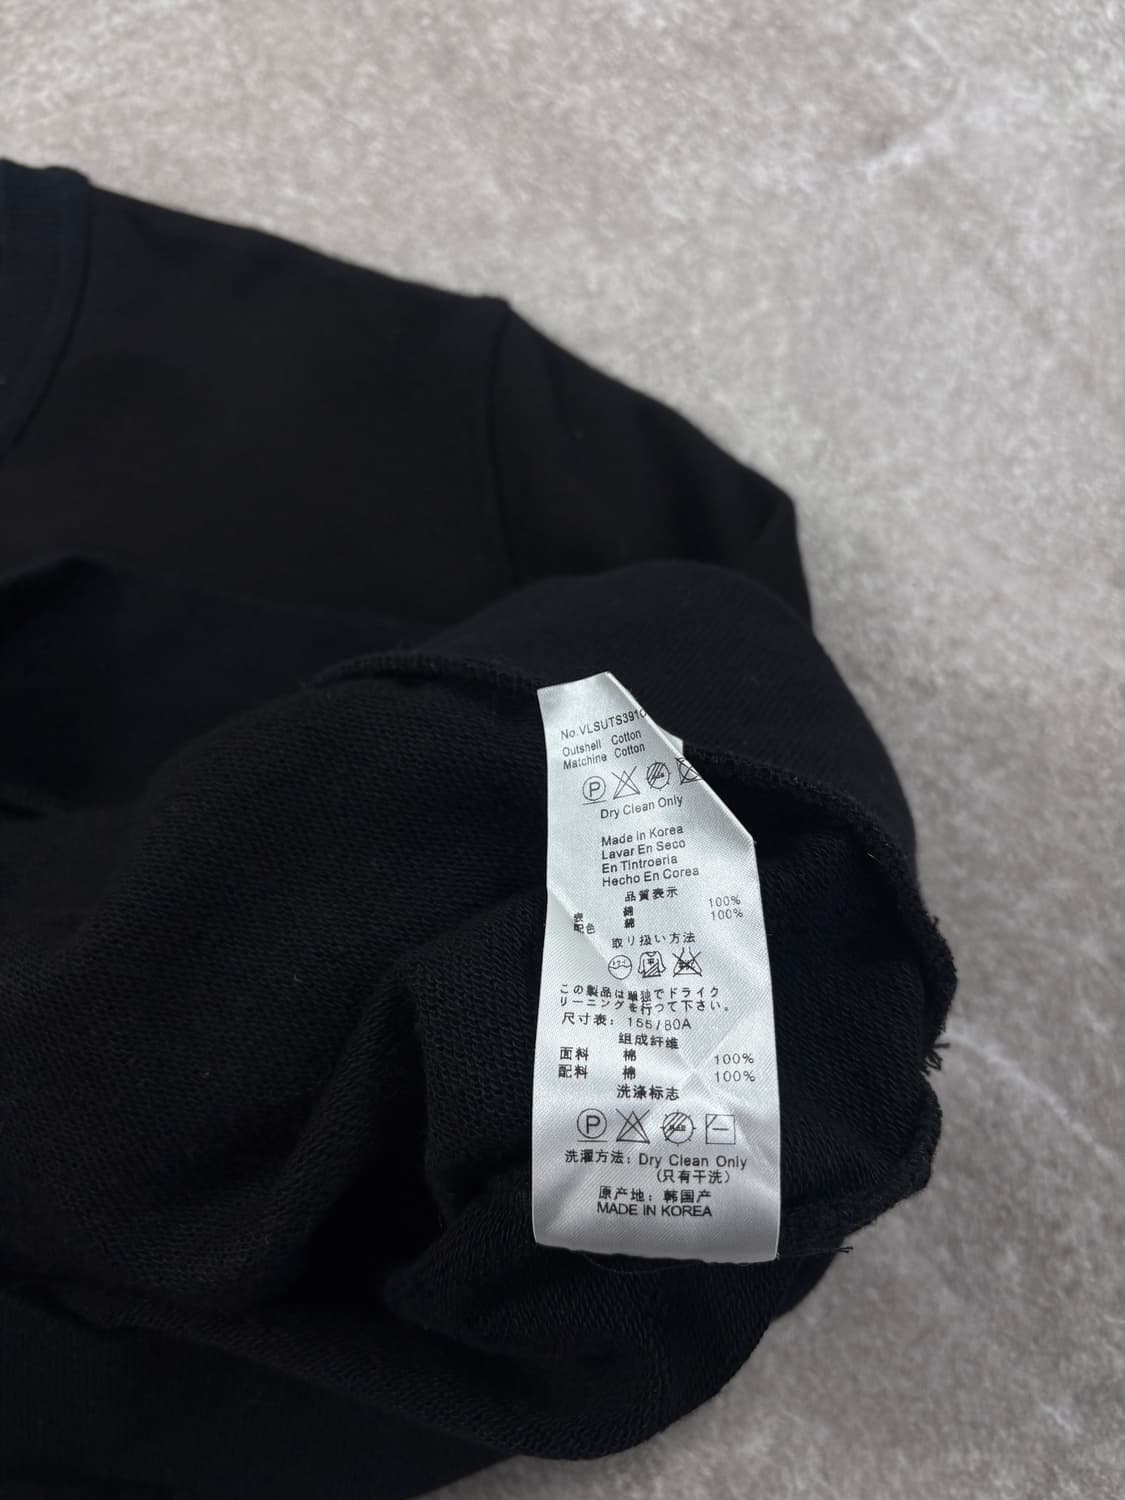 No.VLSUTS391
Outshell Cotton
Matchine Cotton
P
Dry Clean Only
Made in Korea
Lavar En Seco
En Tintroeria
Hecho En Corea
品質表示
表 綿 100%
配色 綿 100%
取り扱い方法
この製品は単独でドライク
リーニングを行って下さい。
尺寸表: 155/80A
组成纤维
面料 棉 100%
配料 棉 100%
洗涤标志
P
洗濯方法: Dry Clean Only
(只有干洗)
原产地: 韩国产
MADE IN KOREA